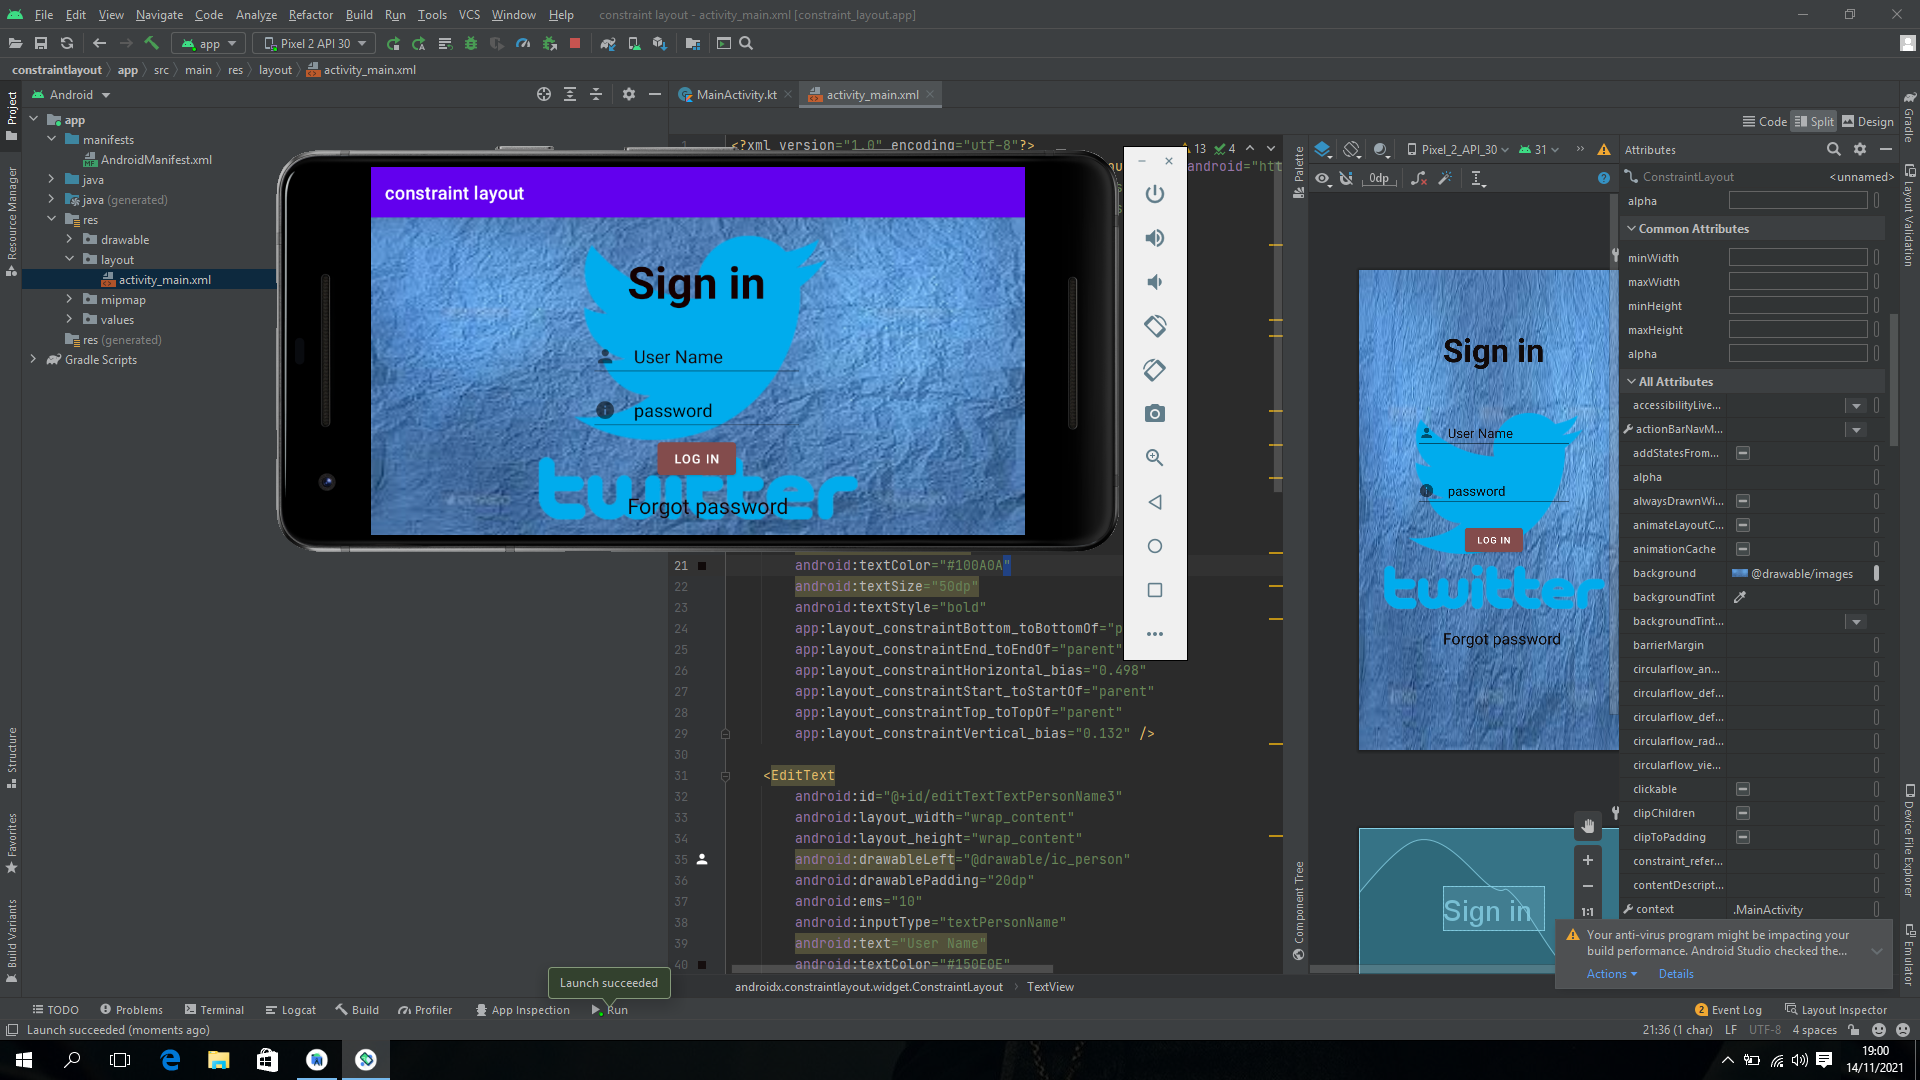 File Edit View Navigate Code Analyze Refactor Build Run Tools VCS Window Help constraint layout - activity_main.xml [constraint_layout.app]
app Pixel 2 API 30
constraintlayout app src main res layout activity_main.xml
Android
MainActivity.kt activity_main.xml
Code Split Design
Project
Resource Manager
Structure
Favorites
Build Variants
app
manifests
AndroidManifest.xml
java
java (generated)
res
drawable
layout
activity_main.xml
mipmap
values
res (generated)
Gradle Scripts
constraint layout
Sign in
User Name
password
LOG IN
twitter
Forgot password
1 <?xml version="1.0" encoding="utf-8"?>
13 4
android="htt
21 android:textColor="#100A0A"
22 android:textSize="50dp"
23 android:textStyle="bold"
24 app:layout_constraintBottom_toBottomOf="p
25 app:layout_constraintEnd_toEndOf="parent"
26 app:layout_constraintHorizontal_bias="0.498"
27 app:layout_constraintStart_toStartOf="parent"
28 app:layout_constraintTop_toTopOf="parent"
29 app:layout_constraintVertical_bias="0.132" />
30
31 <EditText
32 android:id="@+id/editTextTextPersonName3"
33 android:layout_width="wrap_content"
34 android:layout_height="wrap_content"
35 android:drawableLeft="@drawable/ic_person"
36 android:drawablePadding="20dp"
37 android:ems="10"
38 android:inputType="textPersonName"
39 android:text="User Name"
40 android:textColor="#150E0E"
androidx.constraintlayout.widget.ConstraintLayout TextView
Palette
Component Tree
Pixel_2_API_30 31
0dp
Sign in
User Name
password
LOG IN
twitter
Forgot password
Sign in
1:1
Attributes
ConstraintLayout <unnamed>
alpha
Common Attributes
minWidth
maxWidth
minHeight
maxHeight
alpha
All Attributes
accessibilityLive...
actionBarNavM...
addStatesFrom...
alpha
alwaysDrawnWi...
animateLayoutC...
animationCache
background @drawable/images
backgroundTint
backgroundTint...
barrierMargin
circularflow_an...
circularflow_def...
circularflow_def...
circularflow_rad...
circularflow_vie...
clickable
clipChildren
clipToPadding
constraint_refer...
contentDescript...
context .MainActivity
Your anti-virus program might be impacting your
build performance. Android Studio checked the...
Actions Details
Gradle
Layout Validation
Device File Explorer
Emulator
Launch succeeded
TODO Problems Terminal Logcat Build Profiler App Inspection Run 2 Event Log Layout Inspector
Launch succeeded (moments ago) 21:36 (1 char) LF UTF-8 4 spaces
19:00
14/11/2021